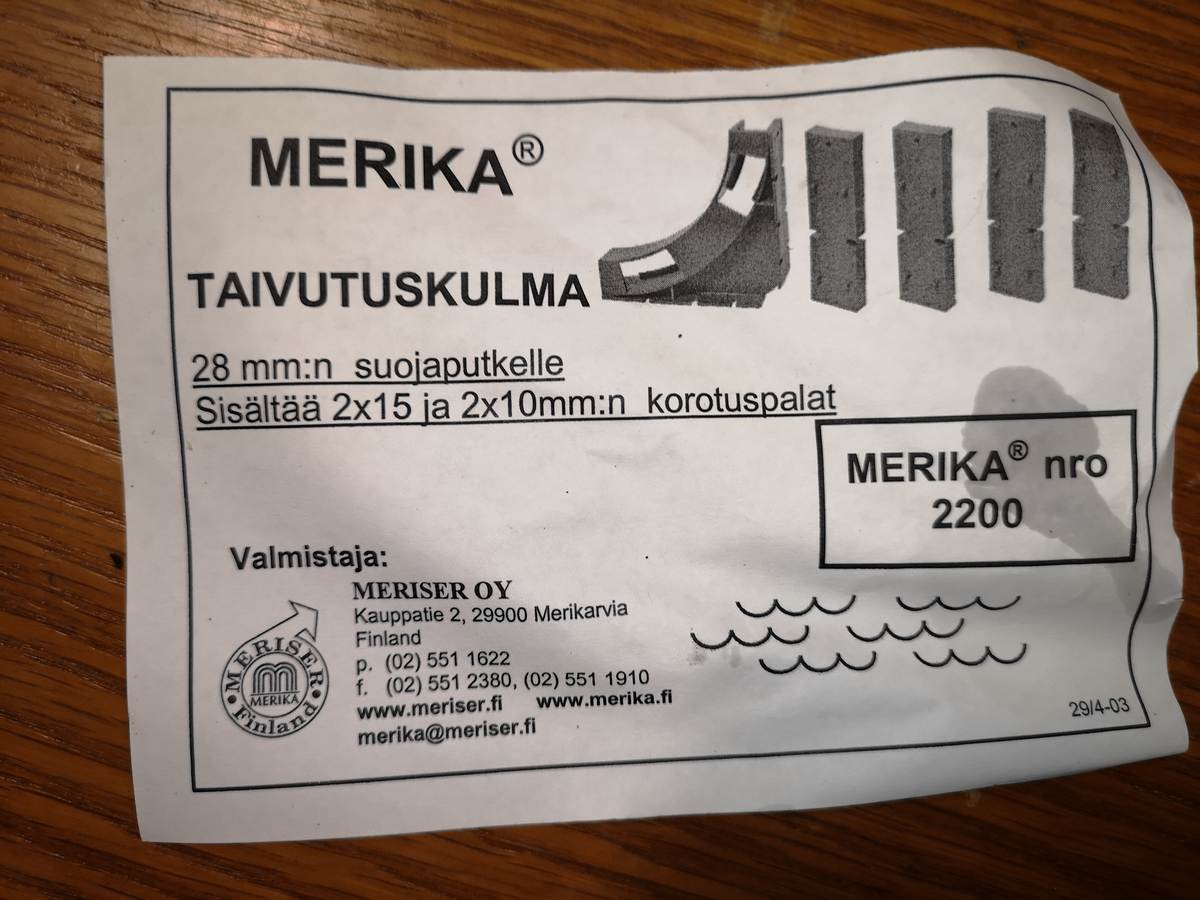 MERIKA®
TAIVUTUSKULMA
28 mm:n suojaputkelle
Sisältää 2x15 ja 2x10mm:n korotuspalat
MERIKA® nro
2200
Valmistaja:
MERISER OY
Kauppatie 2, 29900 Merikarvia
Finland
p. (02) 551 1622
f. (02) 551 2380, (02) 551 1910
www.meriser.fi www.merika.fi
merika@meriser.fi
MERISER
MERIKA
Finland
29/4-03